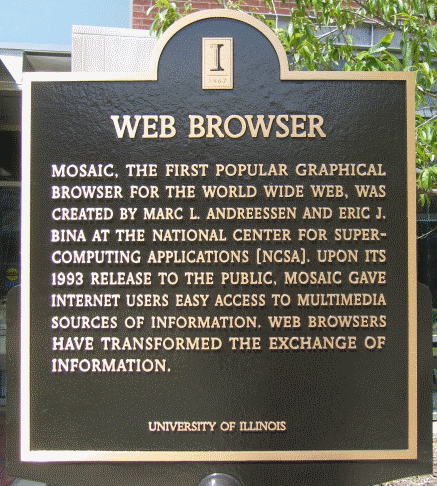 I
1867
WEB BROWSER
MOSAIC, THE FIRST POPULAR GRAPHICAL
BROWSER FOR THE WORLD WIDE WEB, WAS
CREATED BY MARC L. ANDREESSEN AND ERIC J.
BINA AT THE NATIONAL CENTER FOR SUPER-
COMPUTING APPLICATIONS [NCSA]. UPON ITS
1993 RELEASE TO THE PUBLIC, MOSAIC GAVE
INTERNET USERS EASY ACCESS TO MULTIMEDIA
SOURCES OF INFORMATION. WEB BROWSERS
HAVE TRANSFORMED THE EXCHANGE OF
INFORMATION.
UNIVERSITY OF ILLINOIS